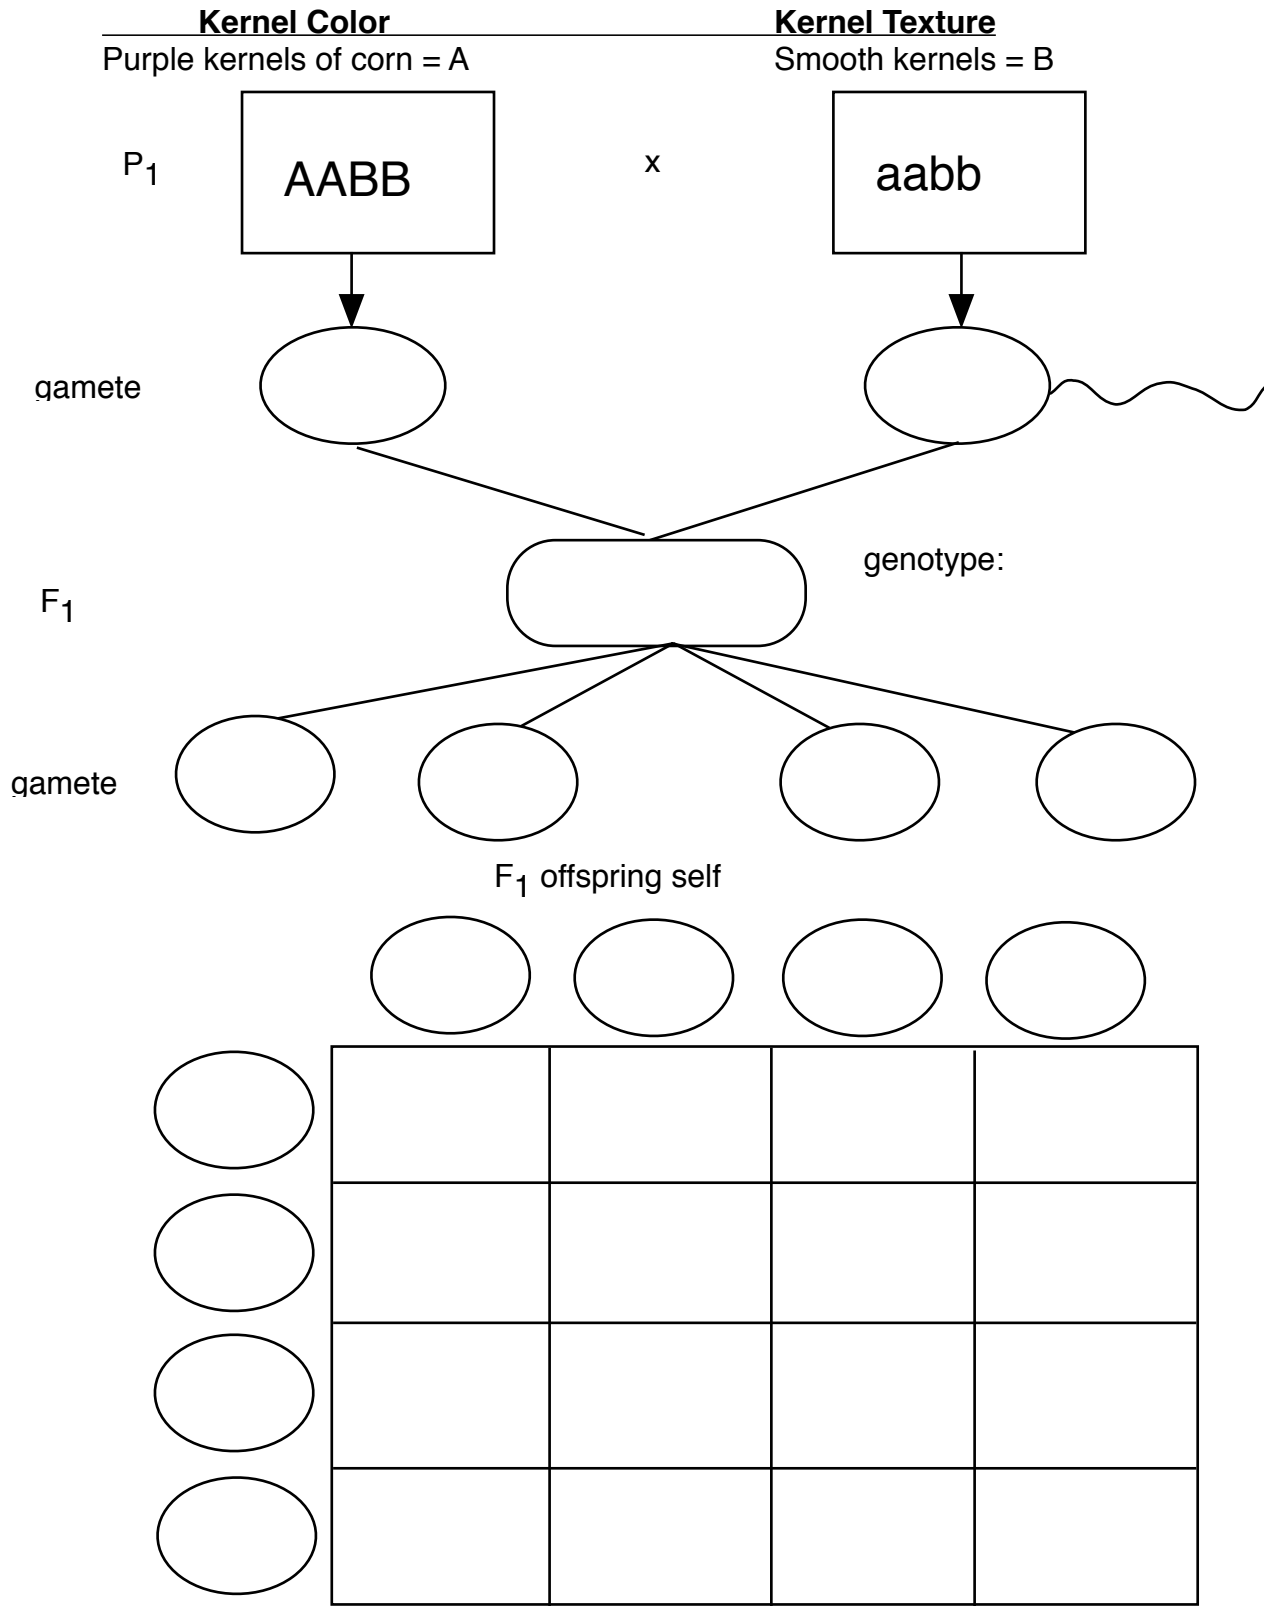 Kernel Color Kernel Texture
Purple kernels of corn = A Smooth kernels = B
P1 AABB x aabb
gamete
genotype:
F1
gamete
F1 offspring self